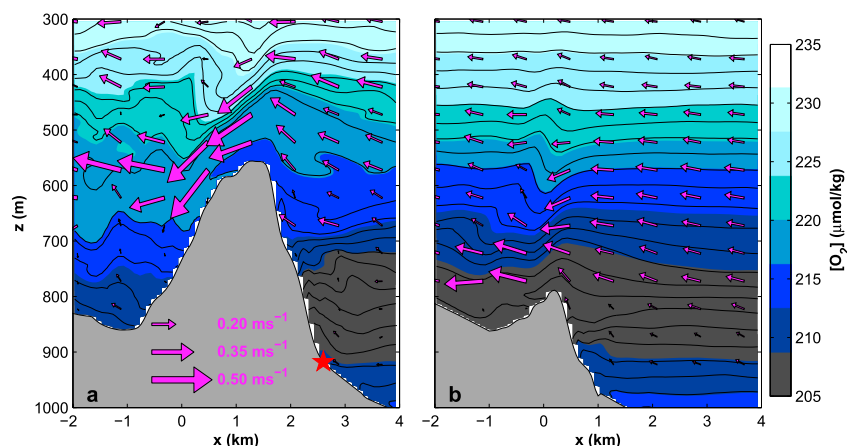 300
400
500
600
700
800
900
1000
z (m)
0.20 ms⁻¹
0.35 ms⁻¹
0.50 ms⁻¹
a
−2 −1 0 1 2 3 4
x (km)
b
−2 −1 0 1 2 3 4
x (km)
235
230
225
220
215
210
205
[O₂] (µmol/kg)